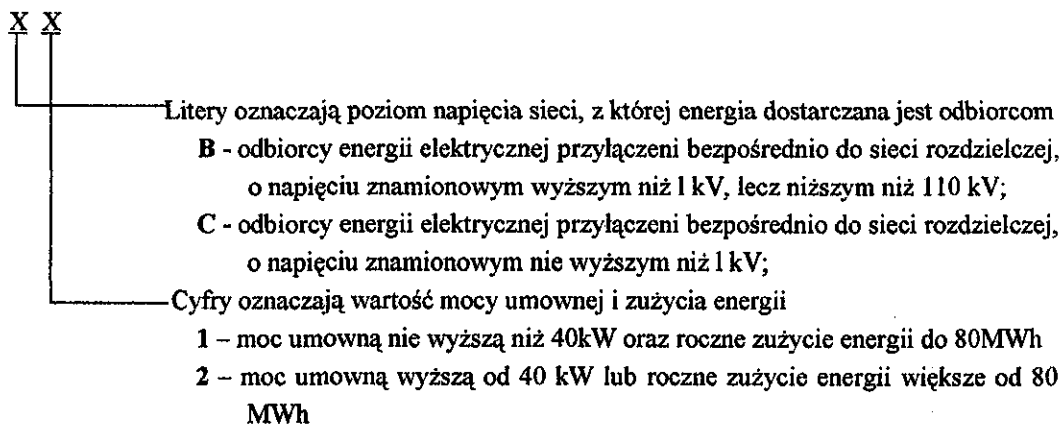 X X
Litery oznaczają poziom napięcia sieci, z której energia dostarczana jest odbiorcom
B - odbiorcy energii elektrycznej przyłączeni bezpośrednio do sieci rozdzielczej,
o napięciu znamionowym wyższym niż 1 kV, lecz niższym niż 110 kV;
C - odbiorcy energii elektrycznej przyłączeni bezpośrednio do sieci rozdzielczej,
o napięciu znamionowym nie wyższym niż 1 kV;
Cyfry oznaczają wartość mocy umownej i zużycia energii
1 – moc umowną nie wyższą niż 40kW oraz roczne zużycie energii do 80MWh
2 – moc umowną wyższą od 40 kW lub roczne zużycie energii większe od 80
MWh